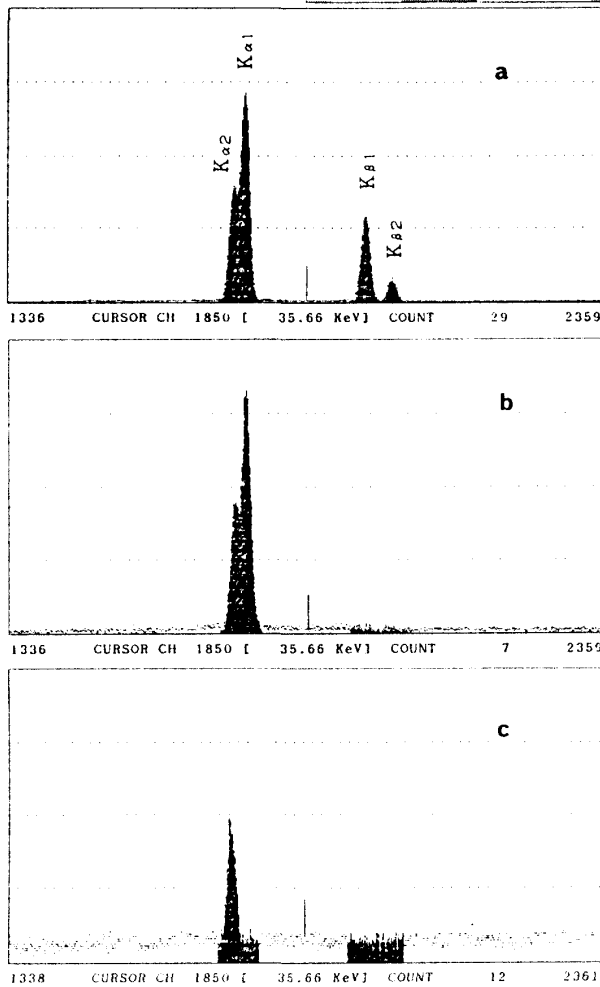 a
Kα1
Kα2
Kβ1
Kβ2
1336 CURSOR CH 1850 [ 35.66 KeV] COUNT 29 2359
b
1336 CURSOR CH 1850 [ 35.66 KeV] COUNT 7 2359
c
1338 CURSOR CH 1850 [ 35.66 KeV] COUNT 12 2361